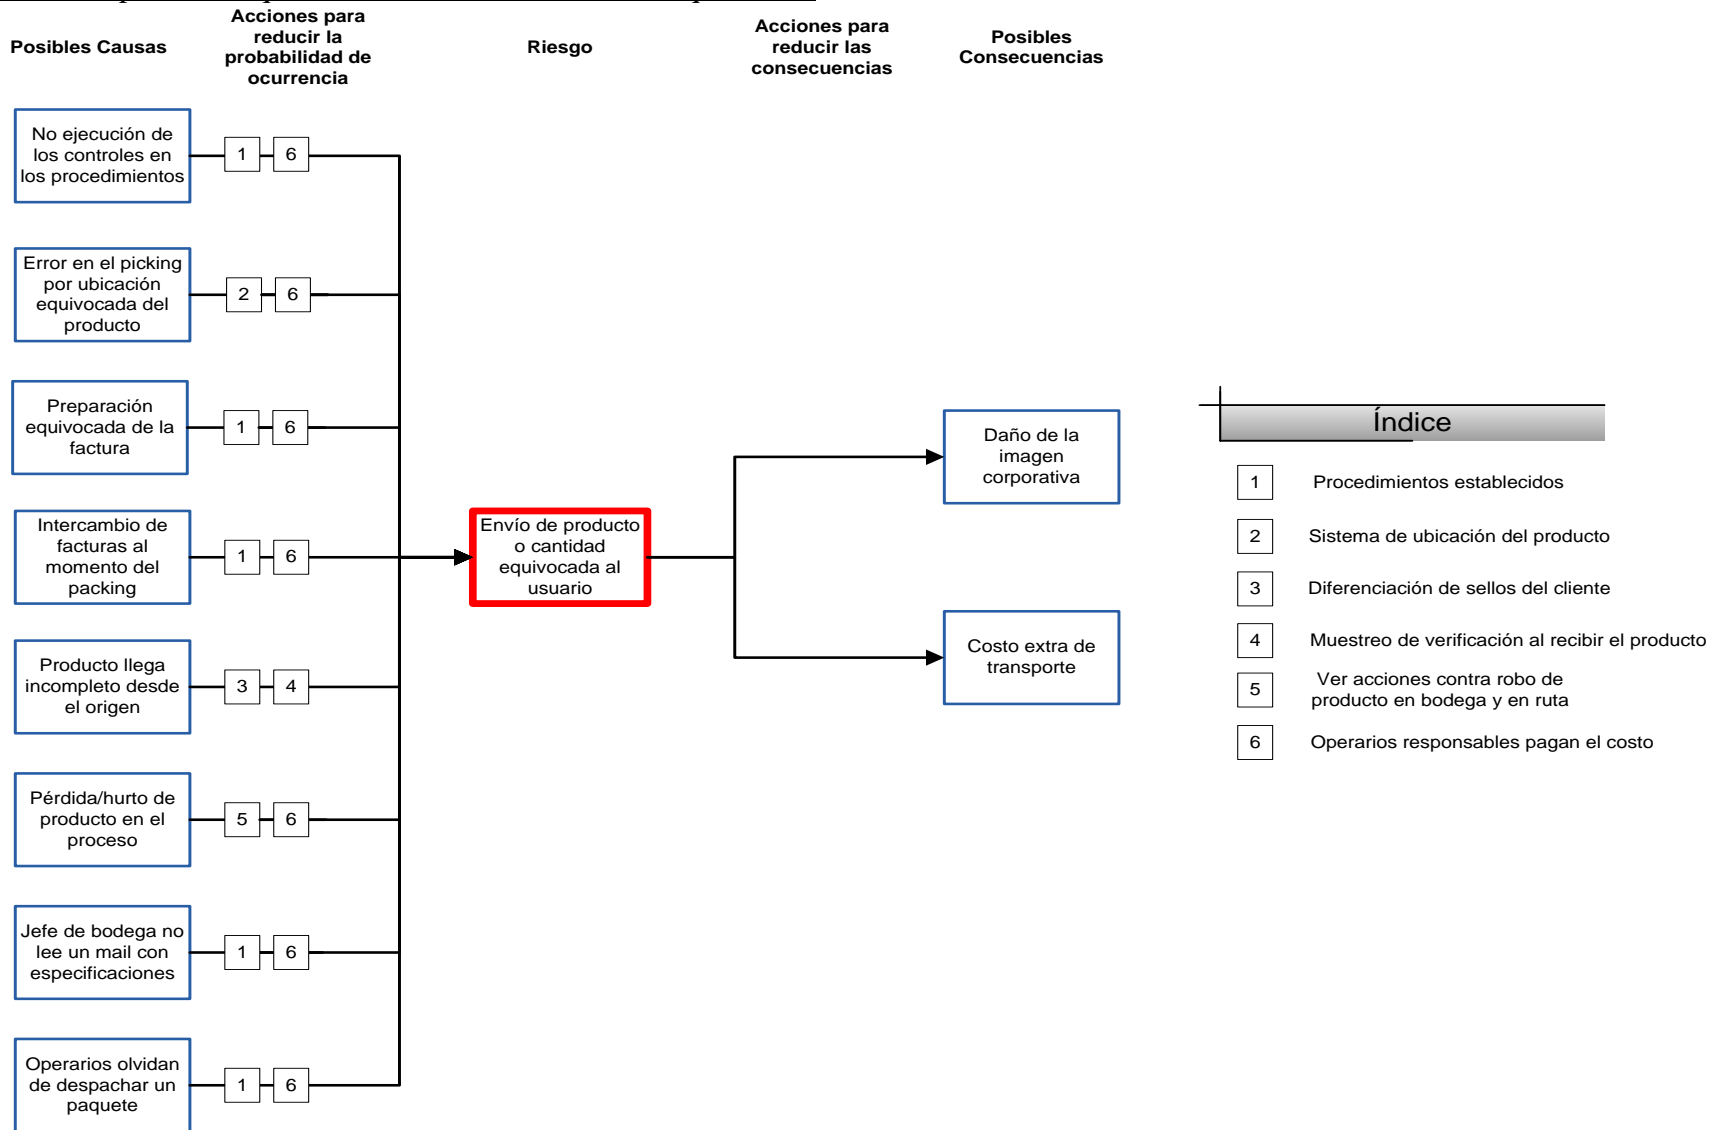 Posibles Causas
Acciones para
reducir la
probabilidad de
ocurrencia
Riesgo
Acciones para
reducir las
consecuencias
Posibles
Consecuencias
No ejecución de
los controles en
los procedimientos
1 6
Error en el picking
por ubicación
equivocada del
producto
2 6
Preparación
equivocada de la
factura
1 6
Intercambio de
facturas al
momento del
packing
1 6
Producto llega
incompleto desde
el origen
3 4
Pérdida/hurto de
producto en el
proceso
5 6
Jefe de bodega no
lee un mail con
especificaciones
1 6
Operarios olvidan
de despachar un
paquete
1 6
Envío de producto
o cantidad
equivocada al
usuario
Daño de la
imagen
corporativa
Costo extra de
transporte
Índice
1 Procedimientos establecidos
2 Sistema de ubicación del producto
3 Diferenciación de sellos del cliente
4 Muestreo de verificación al recibir el producto
5 Ver acciones contra robo de
producto en bodega y en ruta
6 Operarios responsables pagan el costo